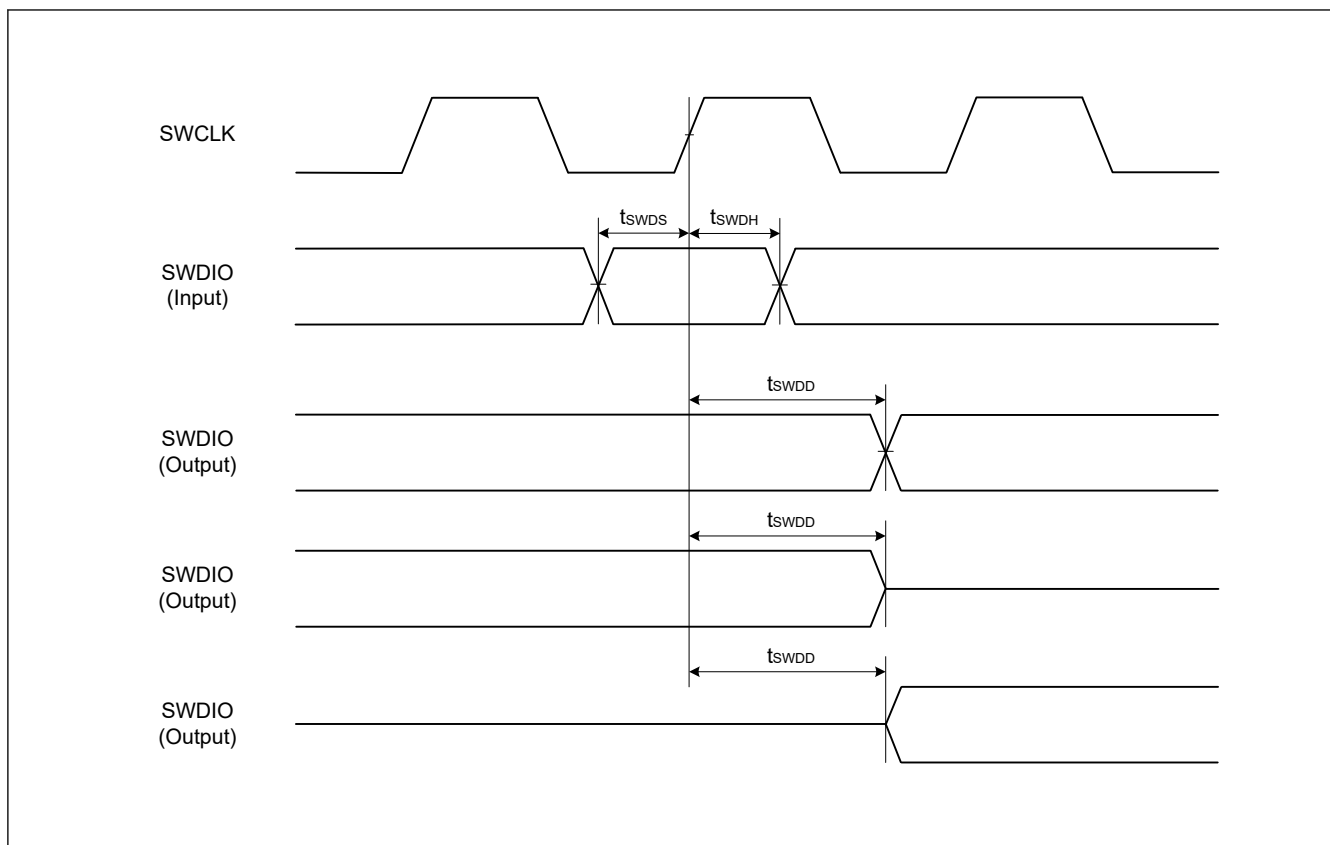 SWCLK
tSWDS
tSWDH
SWDIO
(Input)
tSWDD
SWDIO
(Output)
tSWDD
SWDIO
(Output)
tSWDD
SWDIO
(Output)